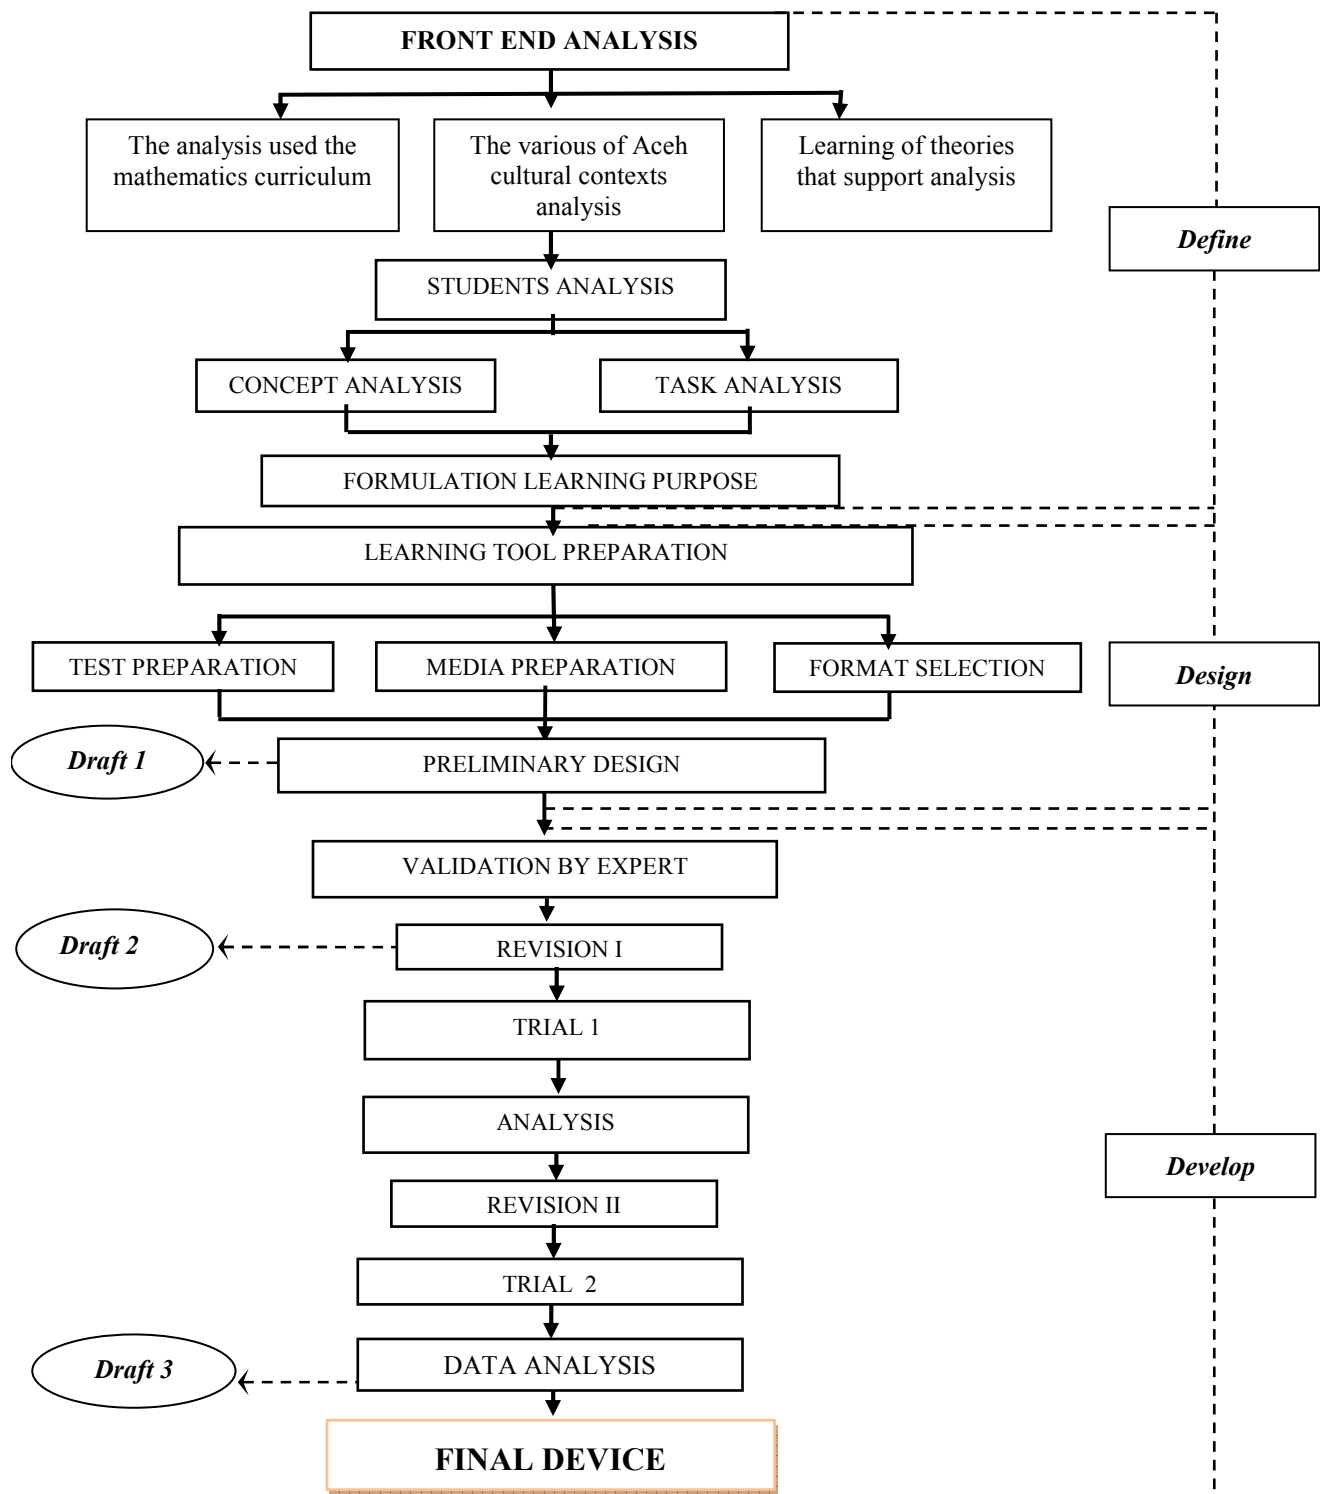 FRONT END ANALYSIS
The analysis used the
mathematics curriculum
The various of Aceh
cultural contexts
analysis
Learning of theories
that support analysis
Define
STUDENTS ANALYSIS
CONCEPT ANALYSIS
TASK ANALYSIS
FORMULATION LEARNING PURPOSE
LEARNING TOOL PREPARATION
TEST PREPARATION
MEDIA PREPARATION
FORMAT SELECTION
Design
Draft 1
PRELIMINARY DESIGN
VALIDATION BY EXPERT
Draft 2
REVISION I
TRIAL 1
ANALYSIS
Develop
REVISION II
TRIAL 2
Draft 3
DATA ANALYSIS
FINAL DEVICE